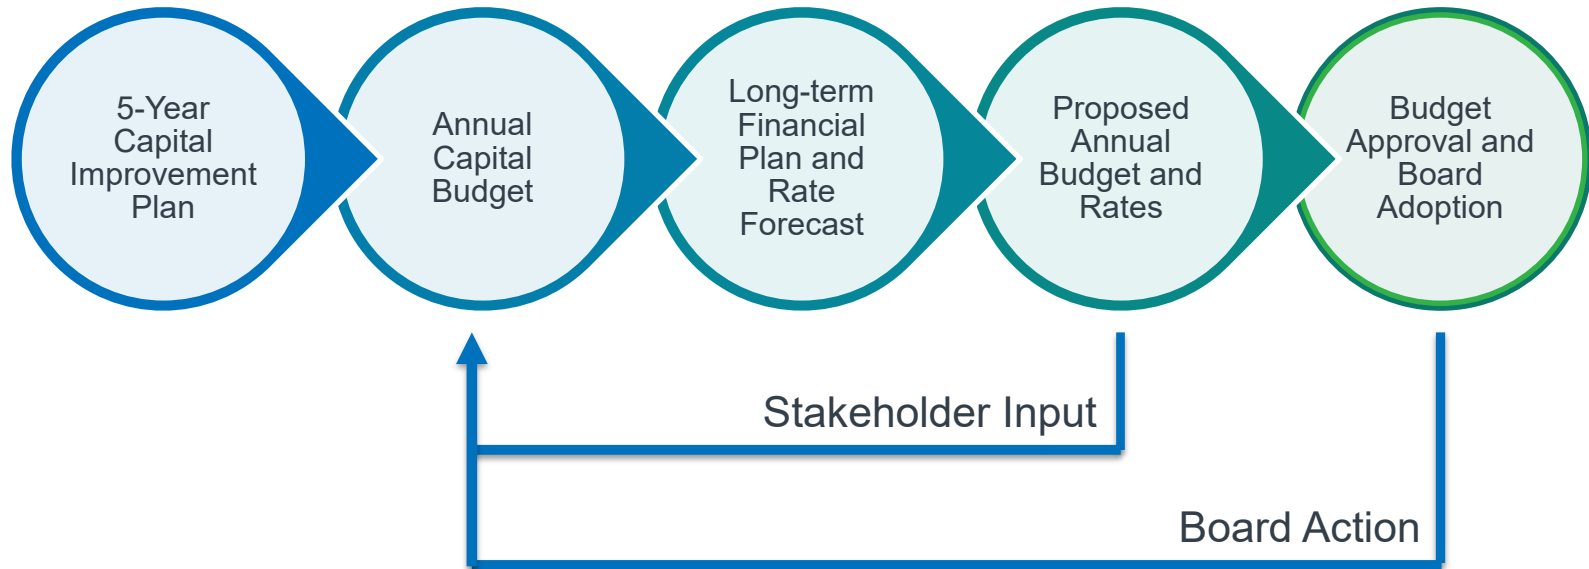 5-Year
Capital
Improvement
Plan
Annual
Capital
Budget
Long-term
Financial
Plan and
Rate
Forecast
Proposed
Annual
Budget and
Rates
Budget
Approval and
Board
Adoption
Stakeholder Input
Board Action